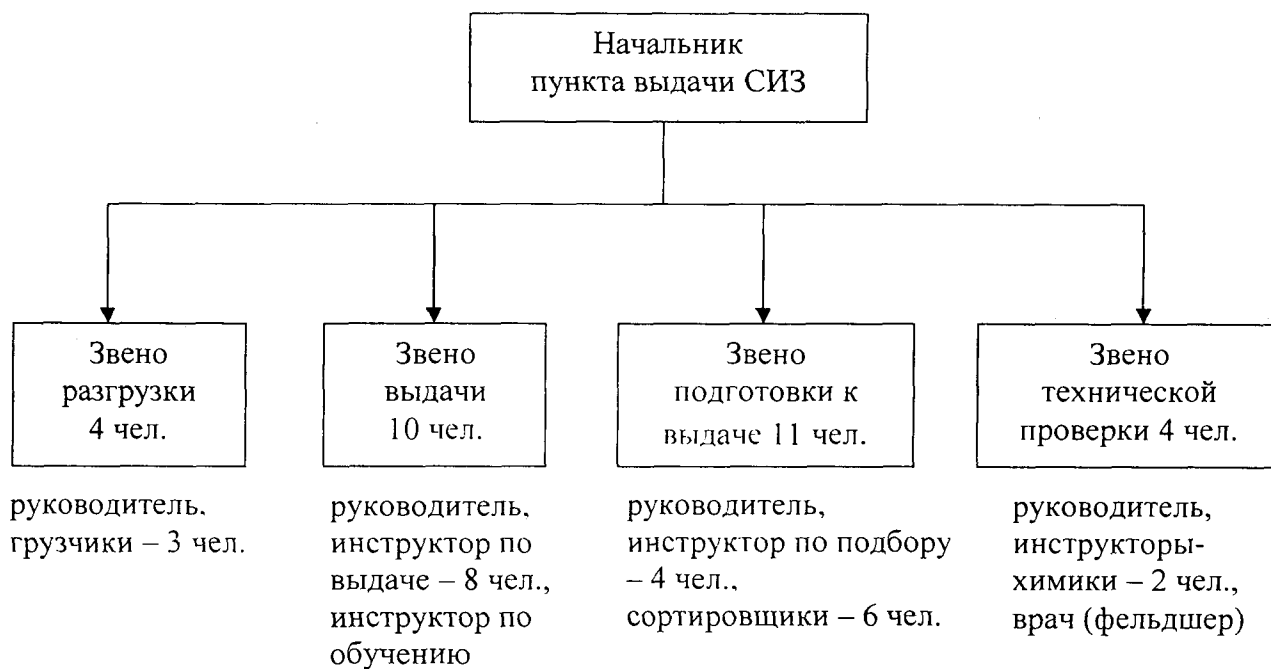 Начальник
пункта выдачи СИЗ
Звено
разгрузки
4 чел.
Звено
выдачи
10 чел.
Звено
подготовки к
выдаче 11 чел.
Звено
технической
проверки 4 чел.
руководитель,
грузчики – 3 чел.
руководитель,
инструктор по
выдаче – 8 чел.,
инструктор по
обучению
руководитель,
инструктор по подбору
– 4 чел.,
сортировщики – 6 чел.
руководитель,
инструкторы-
химики – 2 чел.,
врач (фельдшер)